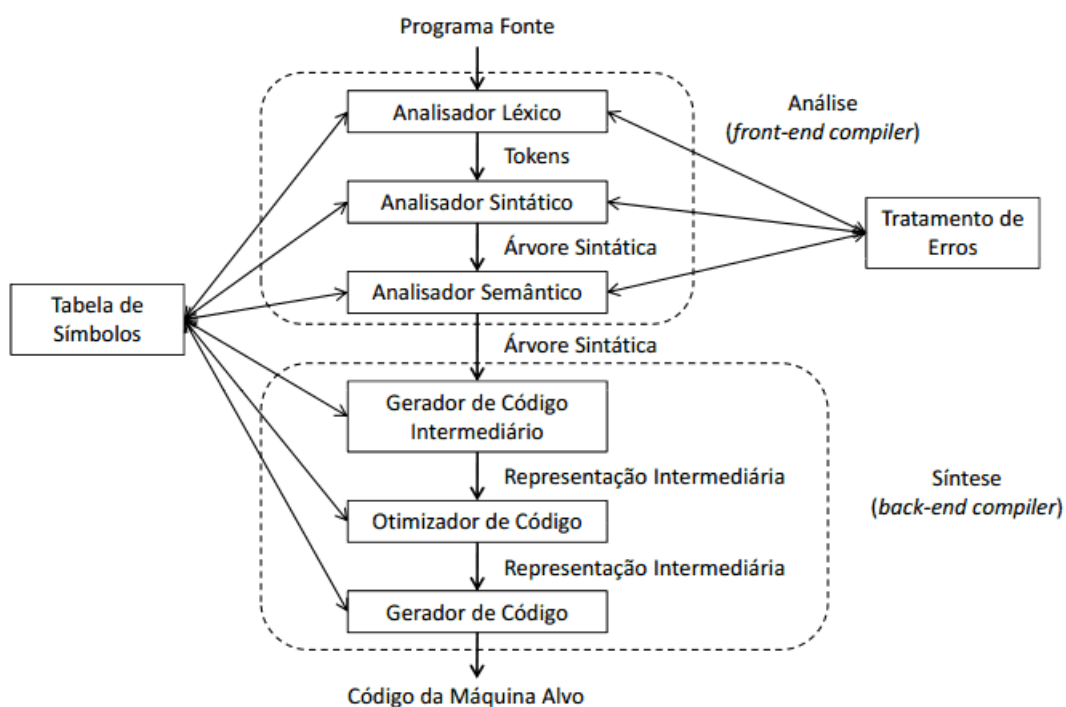 Programa Fonte
Analisador Léxico
Análise
(front-end compiler)
Tokens
Analisador Sintático
Tratamento de
Erros
Árvore Sintática
Analisador Semântico
Tabela de
Símbolos
Árvore Sintática
Gerador de Código
Intermediário
Representação Intermediária
Síntese
(back-end compiler)
Otimizador de Código
Representação Intermediária
Gerador de Código
Código da Máquina Alvo